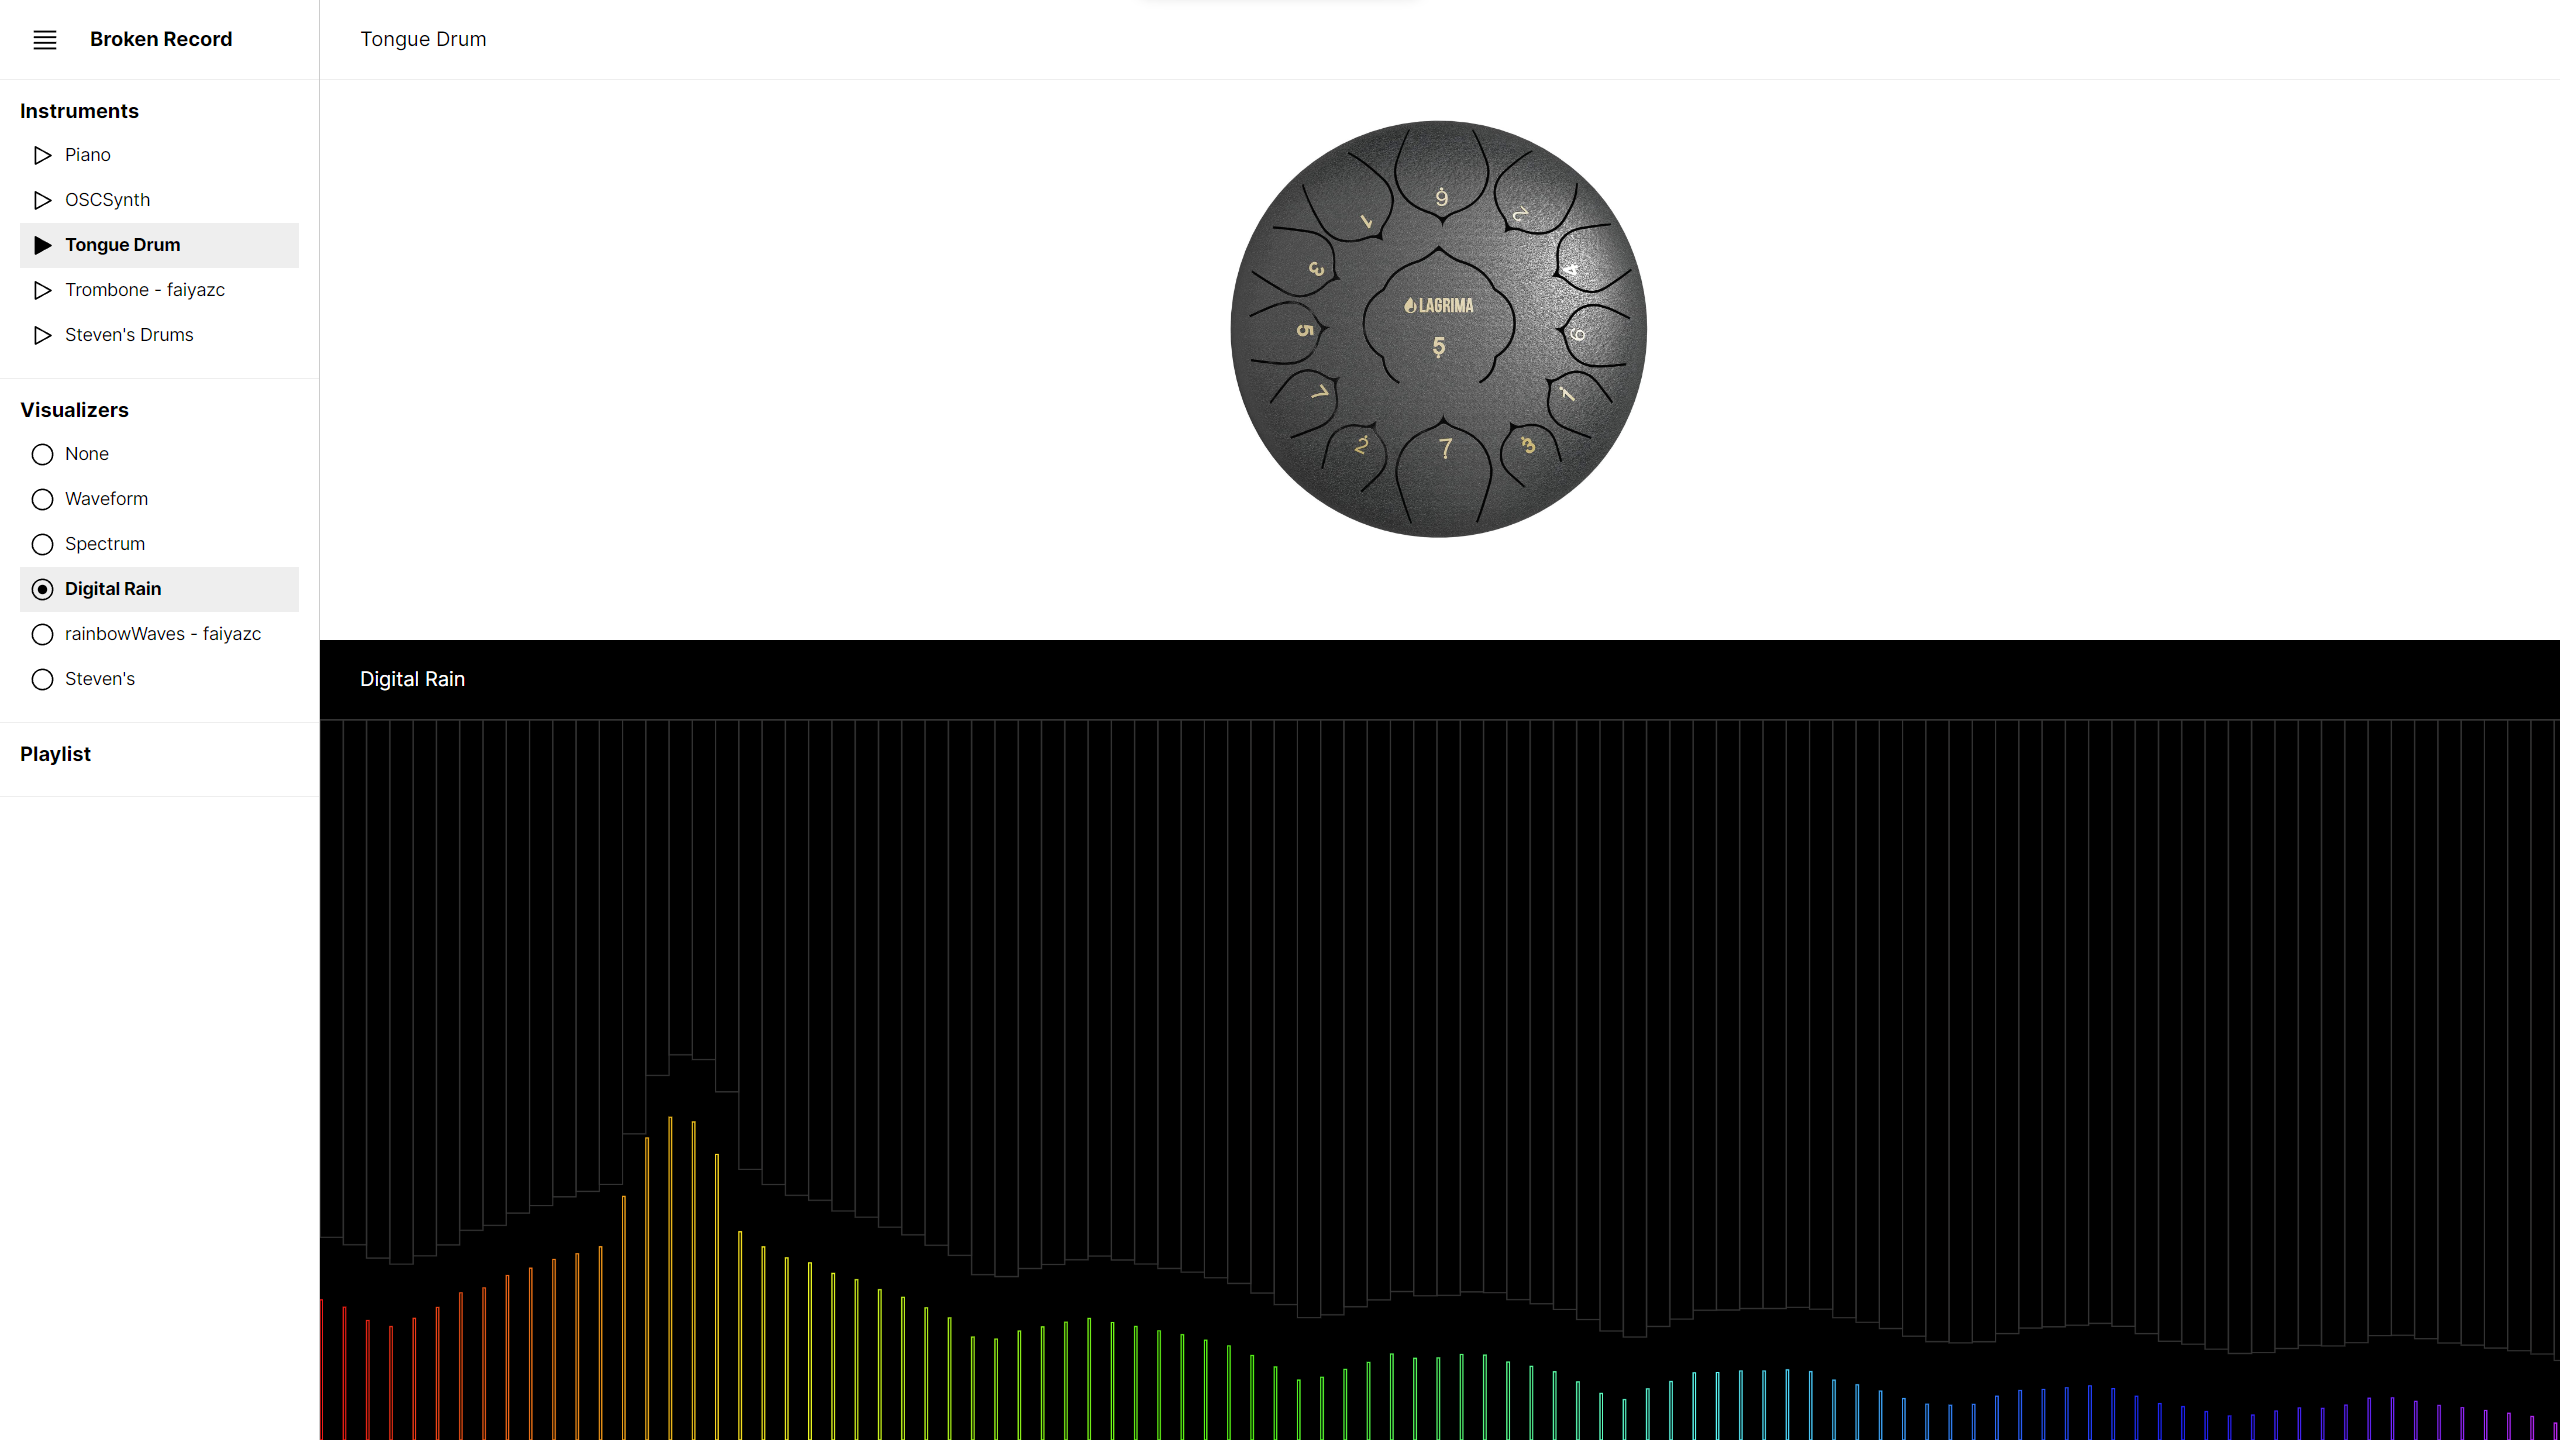 Broken Record
Tongue Drum
Instruments
Piano
OSCSynth
Tongue Drum
Trombone - faiyazc
Steven's Drums
Visualizers
None
Waveform
Spectrum
Digital Rain
rainbowWaves - faiyazc
Steven's
Playlist
6
1
2
3
4
LAGRIMA
5
5
6
7
1
2
7
3
Digital Rain